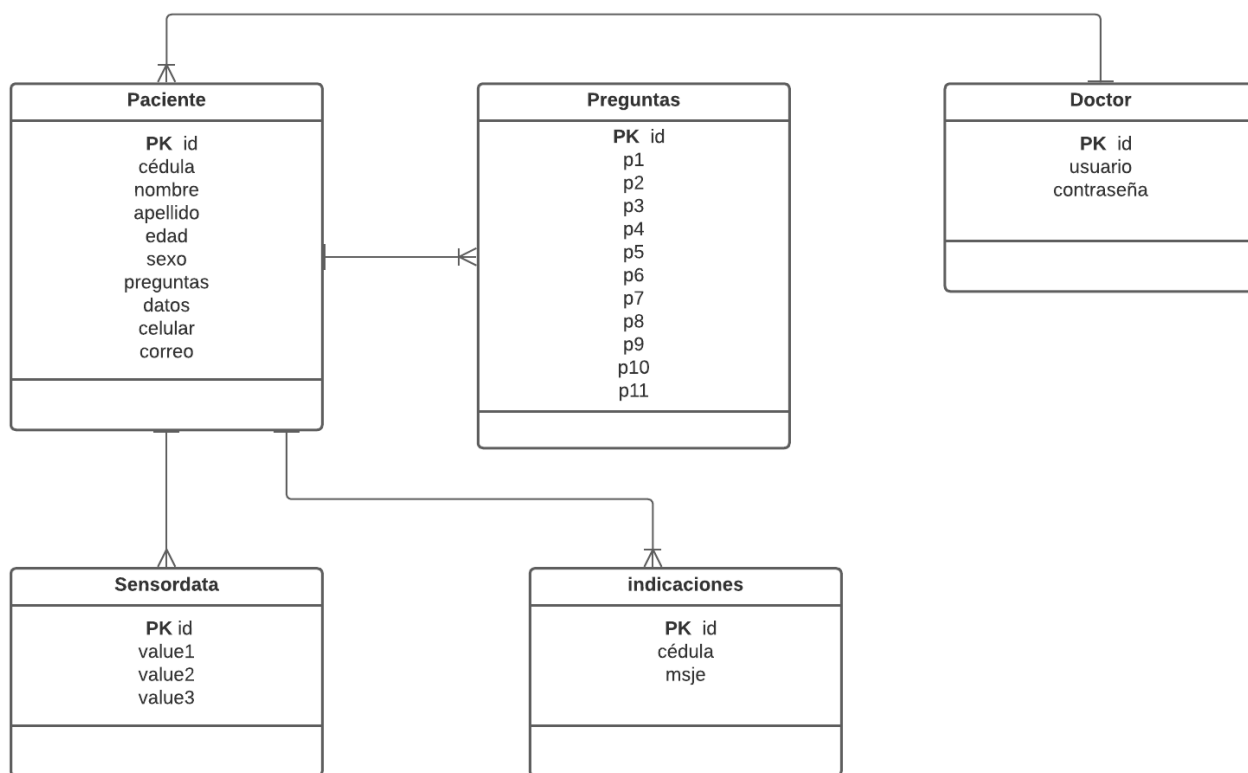 Paciente
PK id
cédula
nombre
apellido
edad
sexo
preguntas
datos
celular
correo
Preguntas
PK id
p1
p2
p3
p4
p5
p6
p7
p8
p9
p10
p11
Doctor
PK id
usuario
contraseña
Sensordata
PK id
value1
value2
value3
indicaciones
PK id
cédula
msje